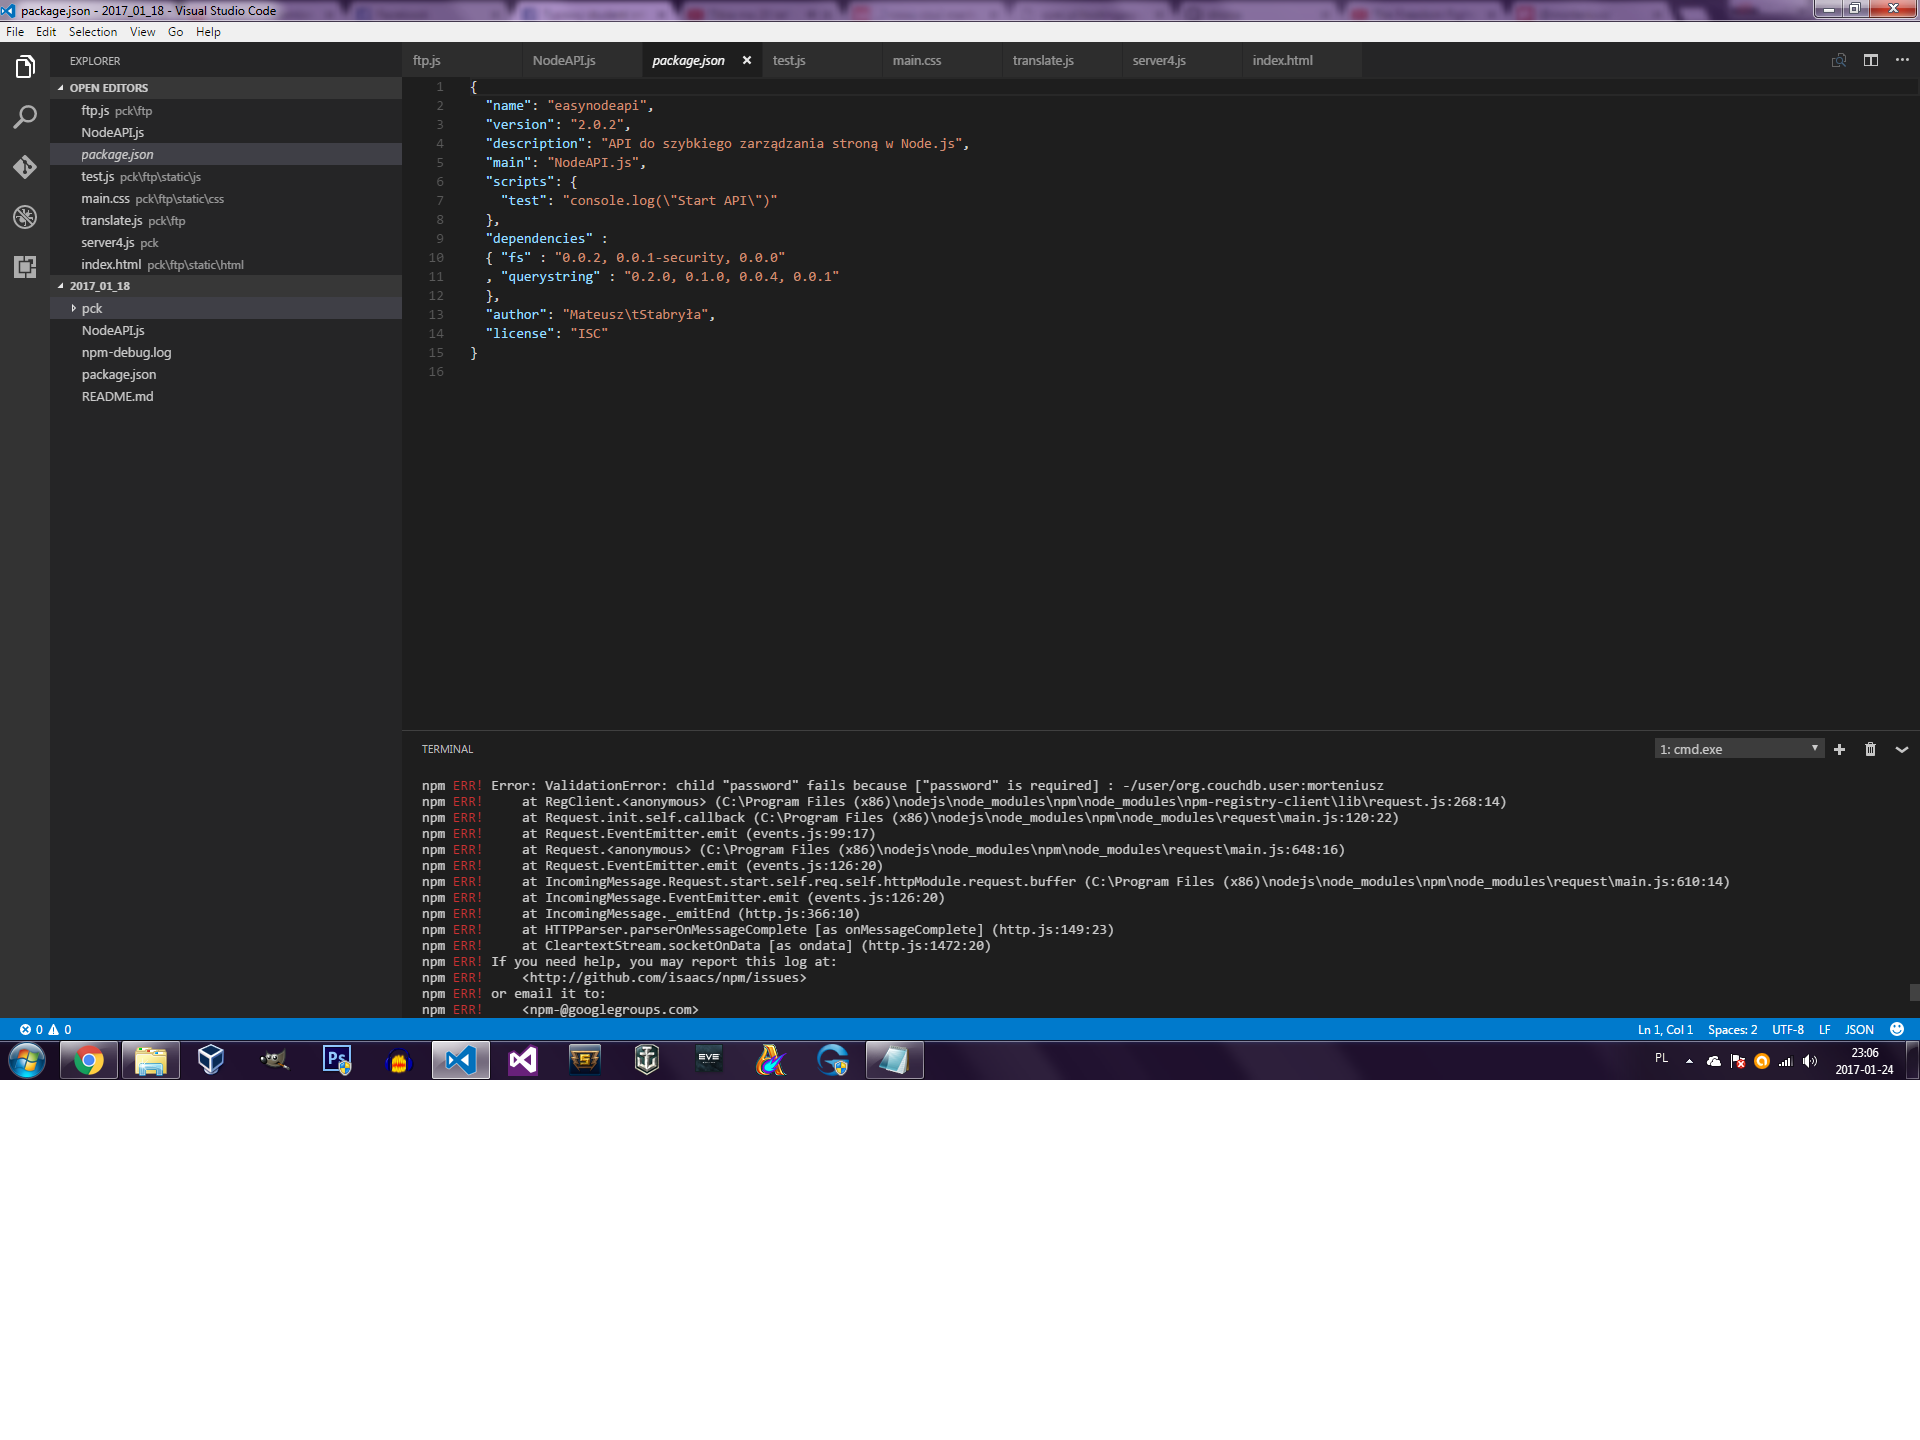 package.json - 2017_01_18 - Visual Studio Code
File Edit Selection View Go Help
EXPLORER
OPEN EDITORS
ftp.js pck\ftp
NodeAPI.js
package.json
test.js pck\ftp\static\js
main.css pck\ftp\static\css
translate.js pck\ftp
server4.js pck
index.html pck\ftp\static\html
2017_01_18
pck
NodeAPI.js
npm-debug.log
package.json
README.md
ftp.js NodeAPI.js package.json test.js main.css translate.js server4.js index.html
1 {
2 "name": "easynodeapi",
3 "version": "2.0.2",
4 "description": "API do szybkiego zarządzania stroną w Node.js",
5 "main": "NodeAPI.js",
6 "scripts": {
7 "test": "console.log(\"Start API\")"
8 },
9 "dependencies" :
10 { "fs" : "0.0.2, 0.0.1-security, 0.0.0"
11 , "querystring" : "0.2.0, 0.1.0, 0.0.4, 0.0.1"
12 },
13 "author": "Mateusz\tStabryła",
14 "license": "ISC"
15 }
16
TERMINAL
1: cmd.exe
npm ERR! Error: ValidationError: child "password" fails because ["password" is required] : -/user/org.couchdb.user:morteniusz
npm ERR! at RegClient.<anonymous> (C:\Program Files (x86)\nodejs\node_modules\npm\node_modules\npm-registry-client\lib\request.js:268:14)
npm ERR! at Request.init.self.callback (C:\Program Files (x86)\nodejs\node_modules\npm\node_modules\request\main.js:120:22)
npm ERR! at Request.EventEmitter.emit (events.js:99:17)
npm ERR! at Request.<anonymous> (C:\Program Files (x86)\nodejs\node_modules\npm\node_modules\request\main.js:648:16)
npm ERR! at Request.EventEmitter.emit (events.js:126:20)
npm ERR! at IncomingMessage.Request.start.self.req.self.httpModule.request.buffer (C:\Program Files (x86)\nodejs\node_modules\npm\node_modules\request\main.js:610:14)
npm ERR! at IncomingMessage.EventEmitter.emit (events.js:126:20)
npm ERR! at IncomingMessage._emitEnd (http.js:366:10)
npm ERR! at HTTPParser.parserOnMessageComplete [as onMessageComplete] (http.js:149:23)
npm ERR! at CleartextStream.socketOnData [as ondata] (http.js:1472:20)
npm ERR! If you need help, you may report this log at:
npm ERR! <http://github.com/isaacs/npm/issues>
npm ERR! or email it to:
npm ERR! <npm-@googlegroups.com>
0 0
Ln 1, Col 1 Spaces: 2 UTF-8 LF JSON
Ps
EVE
PL
23:06
2017-01-24